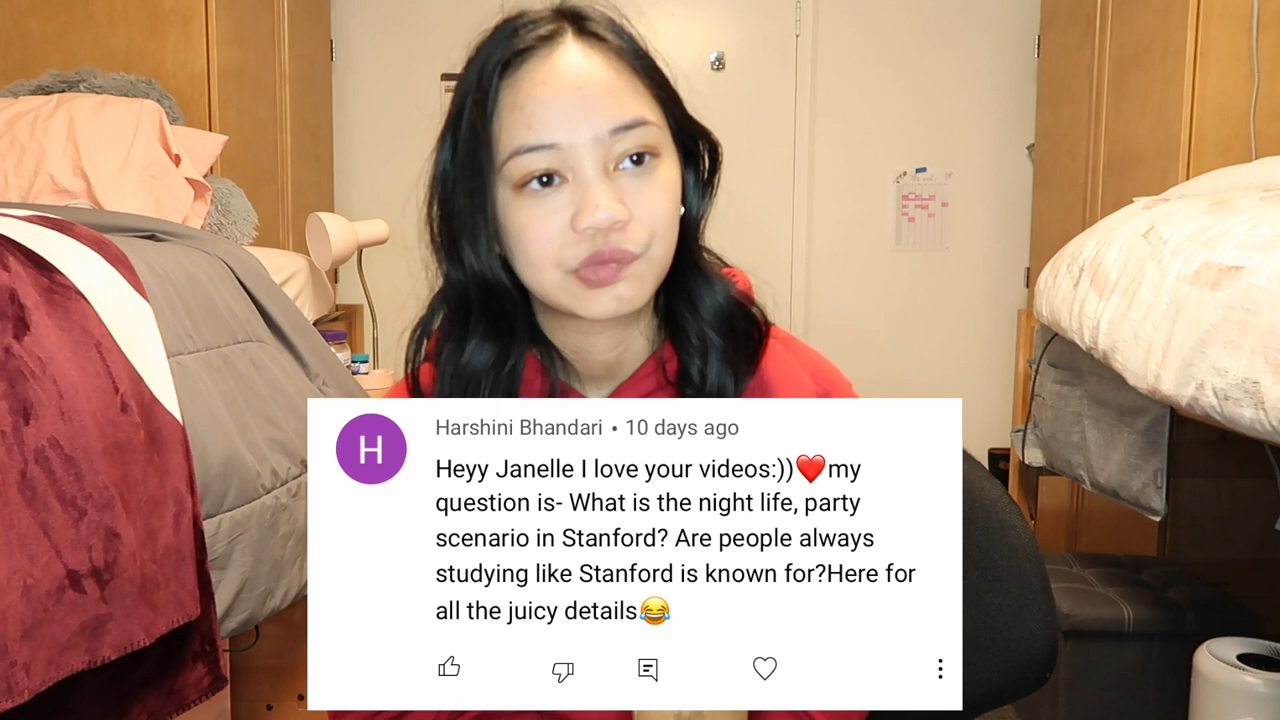 H
Harshini Bhandari • 10 days ago
Heyy Janelle I love your videos:))❤️my
question is- What is the night life, party
scenario in Stanford? Are people always
studying like Stanford is known for?Here for
all the juicy details😂